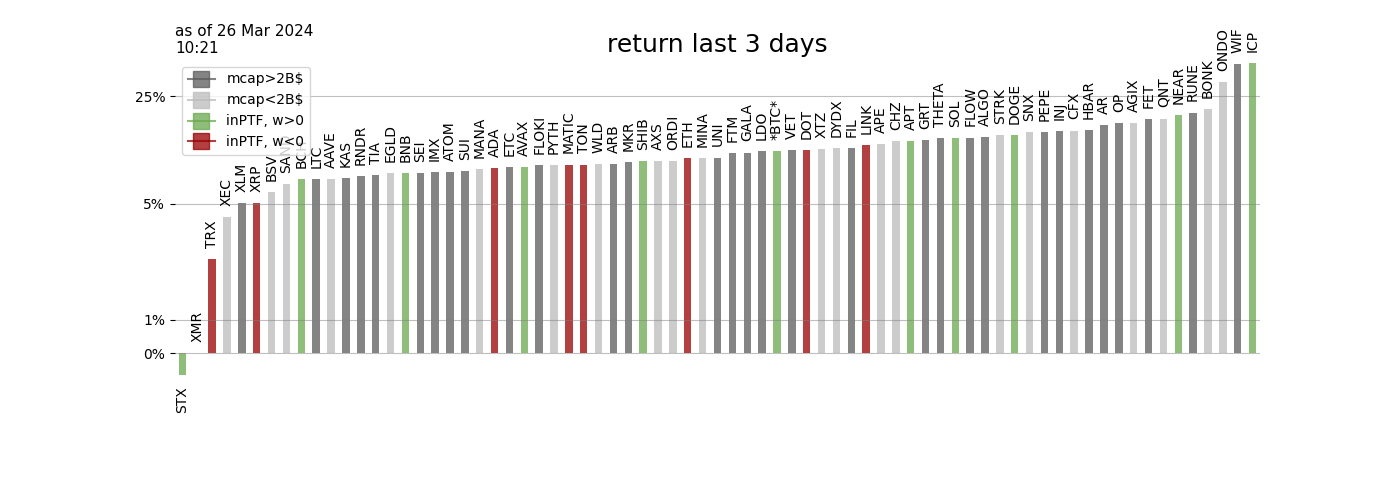 as of 26 Mar 2024
10:21
return last 3 days
mcap>2B$
mcap<2B$
inPTF, w>0
inPTF, w<0
25%
5%
1%
0%
STX
XMR
TRX
XEC
XLM
XRP
BSV
SAND
BCH
LTC
AAVE
KAS
RNDR
TIA
EGLD
BNB
SEI
IMX
ATOM
SUI
MANA
ADA
ETC
AVAX
FLOKI
PYTH
MATIC
TON
WLD
ARB
MKR
SHIB
AXS
ORDI
ETH
MINA
UNI
FTM
GALA
LDO
*BTC*
VET
DOT
XTZ
DYDX
FIL
LINK
APE
CHZ
APT
GRT
THETA
SOL
FLOW
ALGO
STRK
DOGE
SNX
PEPE
INJ
CFX
HBAR
AR
OP
AGIX
FET
QNT
NEAR
RUNE
BONK
ONDO
WIF
ICP